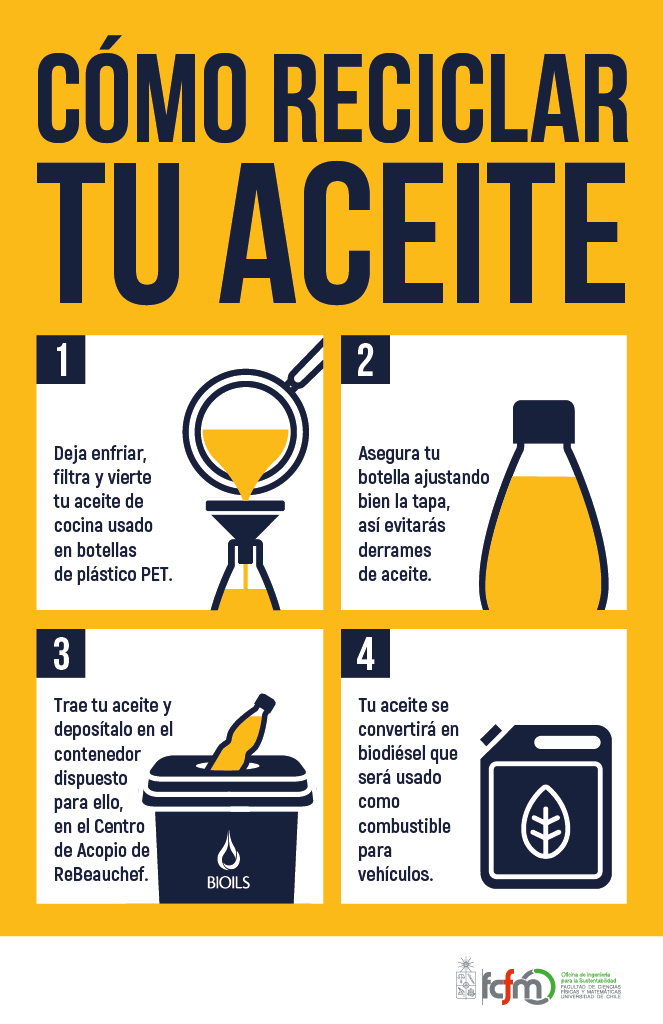 CÓMO RECICLAR
TU ACEITE
1
Deja enfriar,
filtra y vierte
tu aceite de
cocina usado
en botellas
de plástico PET.
2
Asegura tu
botella ajustando
bien la tapa,
así evitarás
derrames
de aceite.
3
Trae tu aceite y
deposítalo en el
contenedor
dispuesto
para ello,
en el Centro
de Acopio de
ReBeauchef.
BIOILS
4
Tu aceite se
convertirá en
biodiésel que
será usado
como
combustible
para
vehículos.
fcfm
Oficina de Ingeniería
para la Sustentabilidad
FACULTAD DE CIENCIAS
FÍSICAS Y MATEMÁTICAS
UNIVERSIDAD DE CHILE